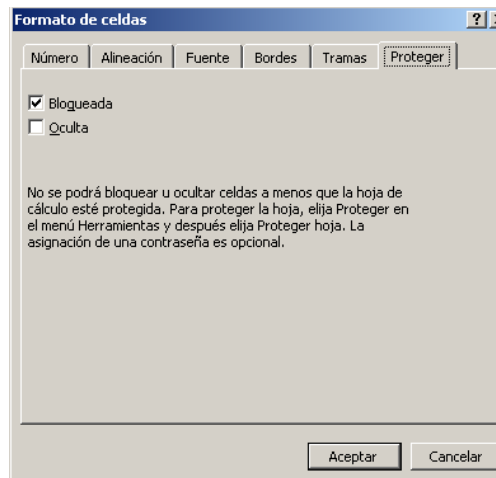 Formato de celdas
Número Alineación Fuente Bordes Tramas Proteger
Bloqueada
Oculta
No se podrá bloquear u ocultar celdas a menos que la hoja de
cálculo esté protegida. Para proteger la hoja, elija Proteger en
el menú Herramientas y después elija Proteger hoja. La
asignación de una contraseña es opcional.
Aceptar Cancelar